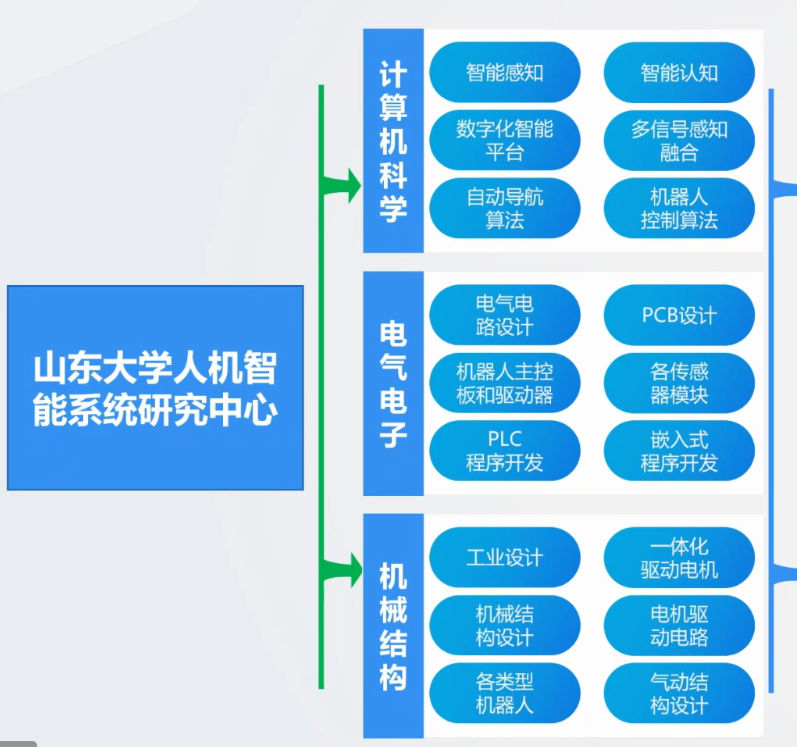 山东大学人机智
能系统研究中心
计算机科学
智能感知
智能认知
数字化智能
平台
多信号感知
融合
自动导航
算法
机器人
控制算法
电气电子
电气电
路设计
PCB设计
机器人主控
板和驱动器
各传感
器模块
PLC
程序开发
嵌入式
程序开发
机械结构
工业设计
一体化
驱动电机
机械结
构设计
电机驱
动电路
各类型
机器人
气动结
构设计